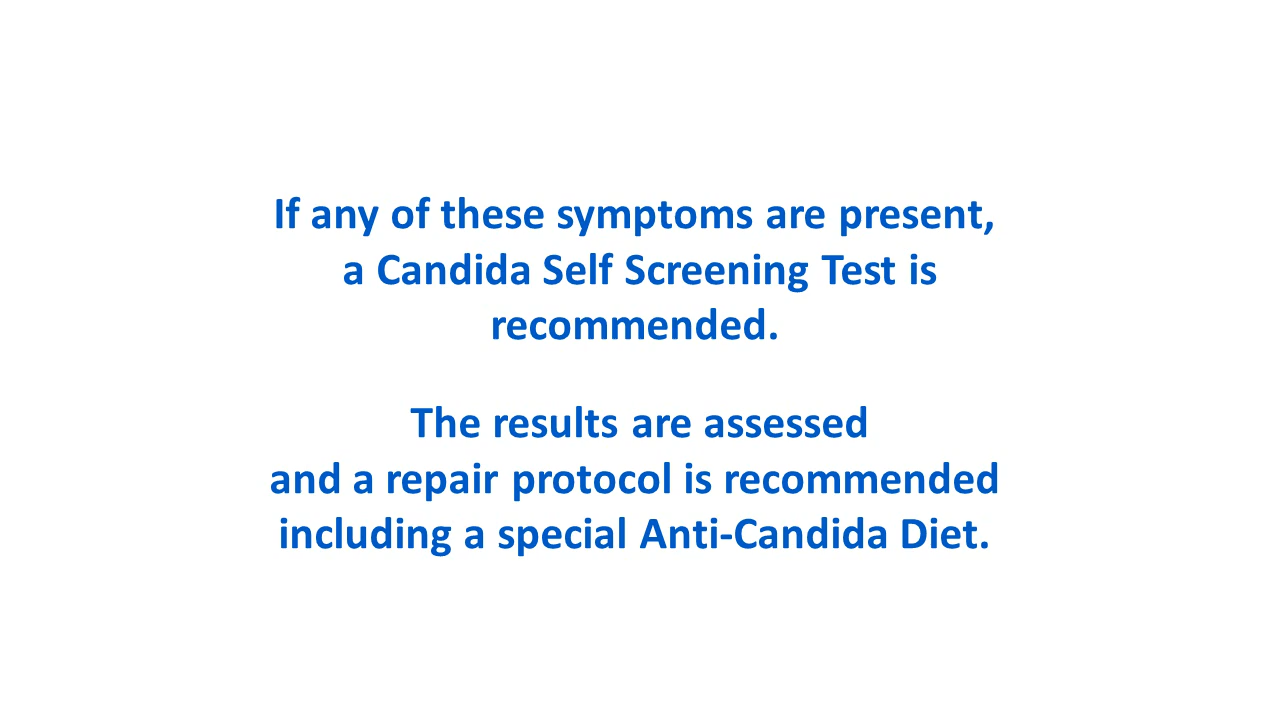 If any of these symptoms are present,
a Candida Self Screening Test is
recommended.
The results are assessed
and a repair protocol is recommended
including a special Anti-Candida Diet.